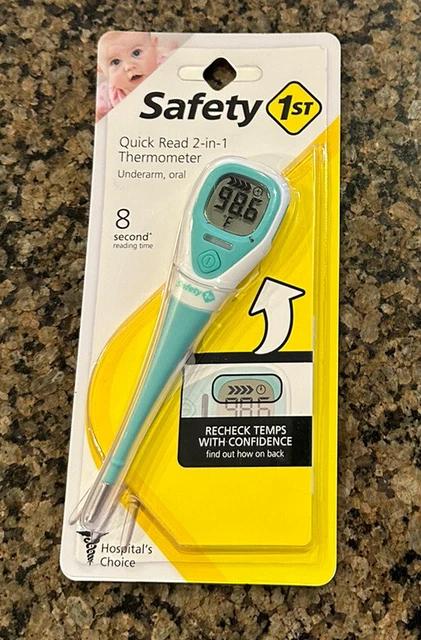 Safety 1ST
Quick Read 2-in-1
Thermometer
Underarm, oral
8
second*
reading time
98.6
F
Safety 1st
98.6
RECHECK TEMPS
WITH CONFIDENCE
find out how on back
Hospital's
Choice